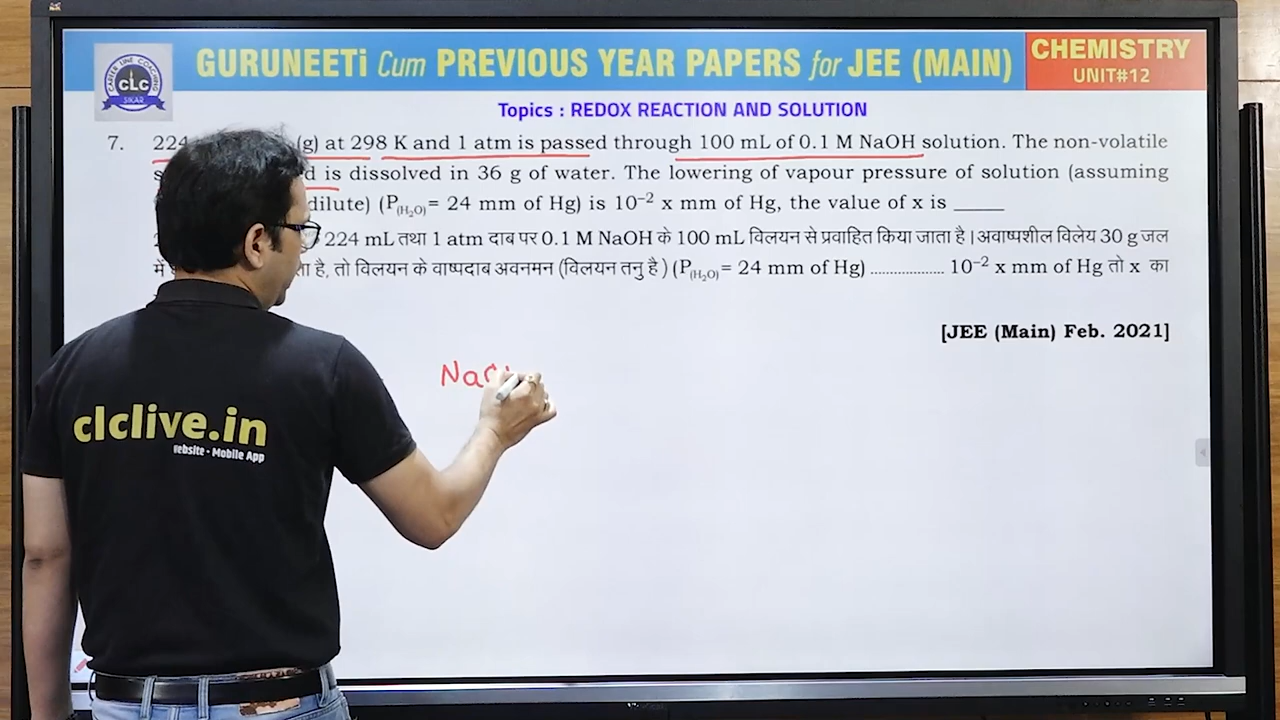 GURUNEETi Cum PREVIOUS YEAR PAPERS for JEE (MAIN)
CHEMISTRY
UNIT#12
CAREER LINE COACHING
CLC
SIKAR
Topics : REDOX REACTION AND SOLUTION
7. 224 (g) at 298 K and 1 atm is passed through 100 mL of 0.1 M NaOH solution. The non-volatile
is dissolved in 36 g of water. The lowering of vapour pressure of solution (assuming
dilute) (P(H₂O)= 24 mm of Hg) is 10⁻² x mm of Hg, the value of x is _____
224 mL तथा 1 atm दाब पर 0.1 M NaOH के 100 mL विलयन से प्रवाहित किया जाता है। अवाष्पशील विलेय 30 g जल
में है, तो विलयन के वाष्पदाब अवनमन (विलयन तनु है) (P(H₂O)= 24 mm of Hg) .................. 10⁻² x mm of Hg तो x का
[JEE (Main) Feb. 2021]
clclive.in
Website - Mobile App